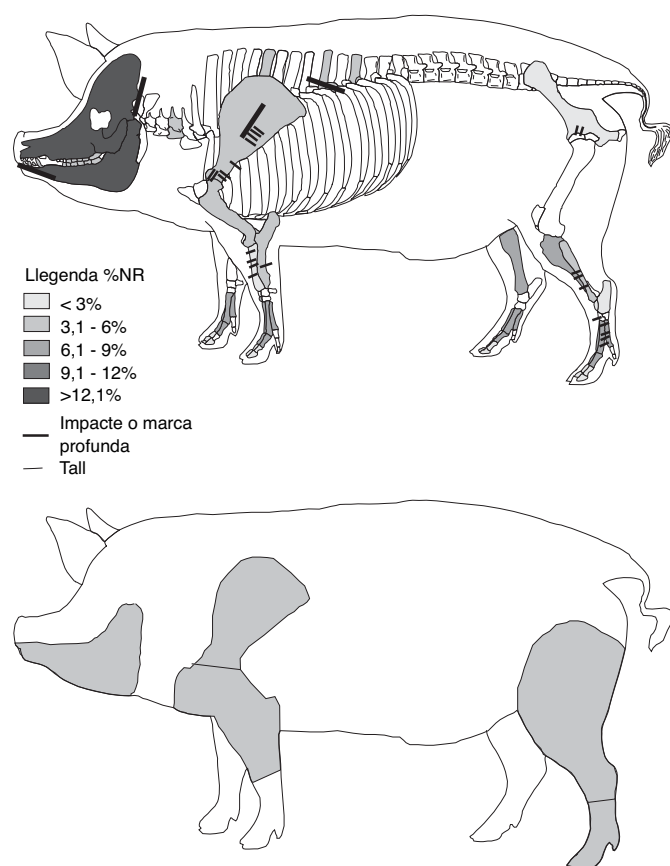 Llegenda %NR
< 3%
3,1 - 6%
6,1 - 9%
9,1 - 12%
>12,1%
Impacte o marca
profunda
Tall